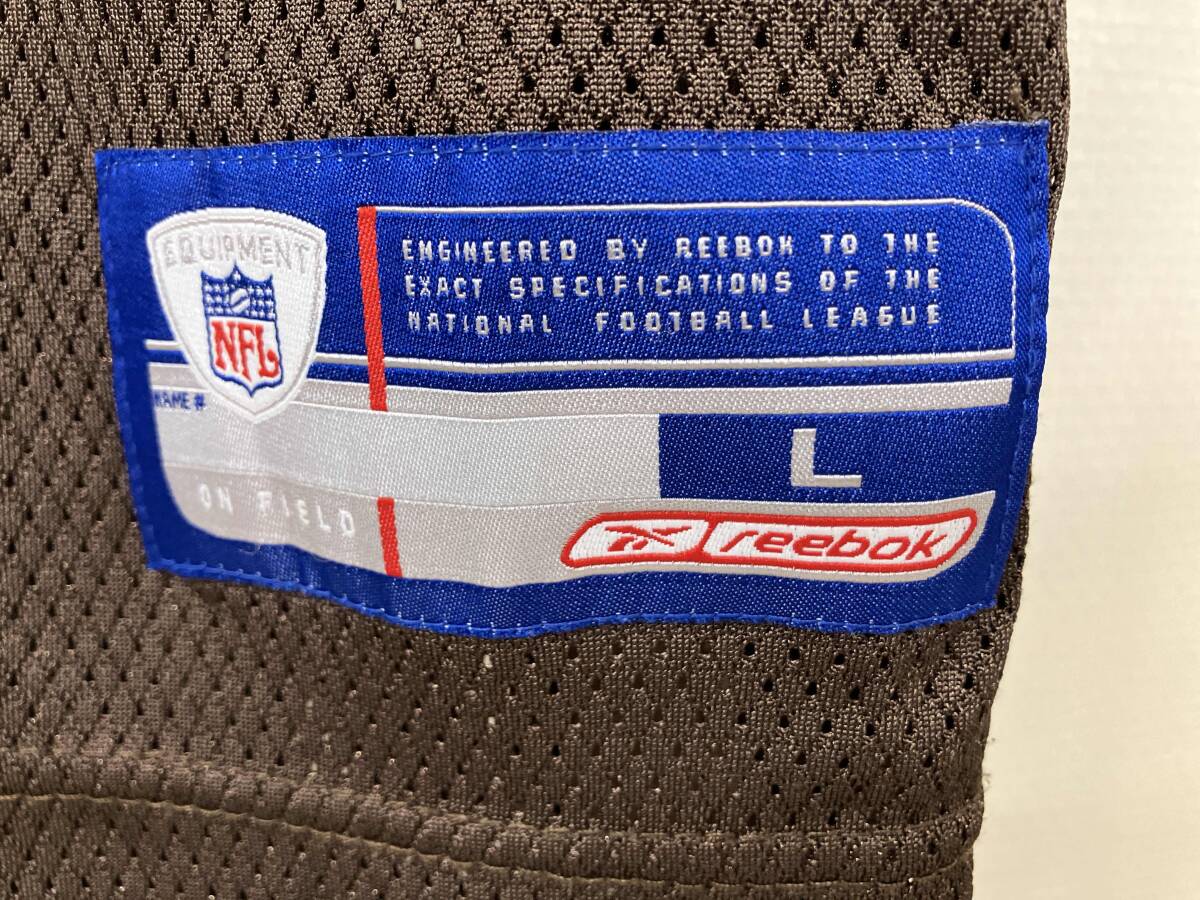 EQUIPMENT
NFL
ENGINEERED BY REEBOK TO THE
EXACT SPECIFICATIONS OF THE
NATIONAL FOOTBALL LEAGUE
NAME #
L
ON FIELD
reebok